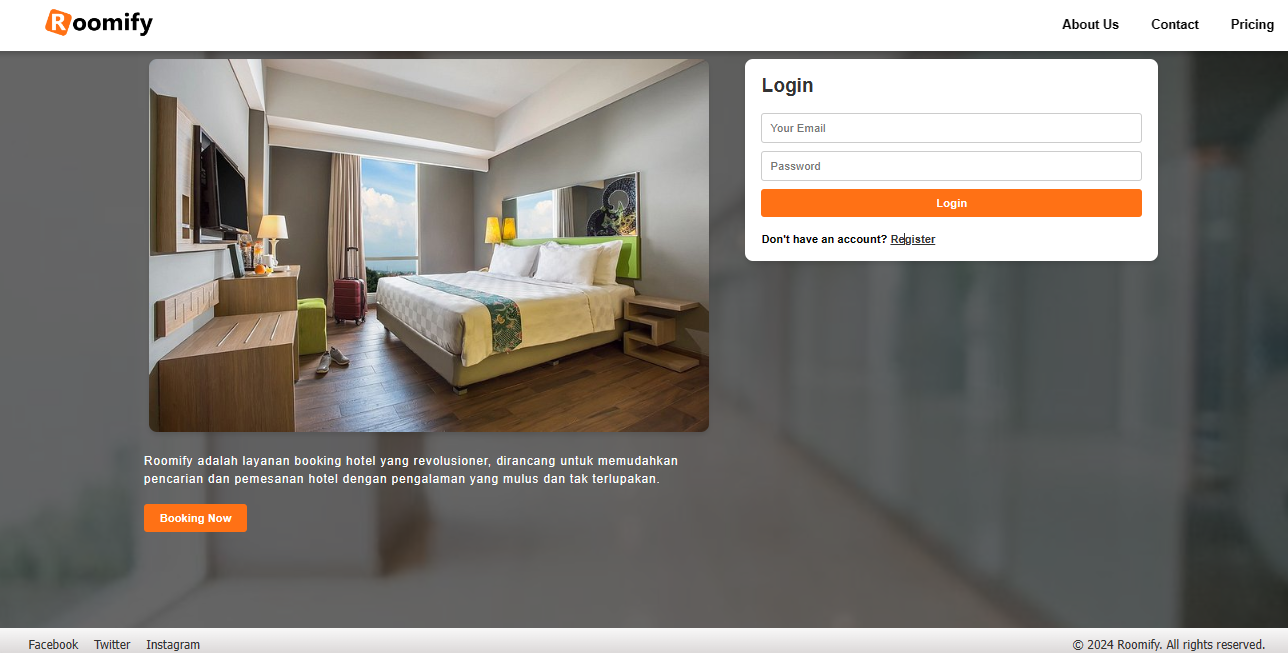 Roomify
About Us
Contact
Pricing
Login
Your Email
Password
Login
Don't have an account? Register
Roomify adalah layanan booking hotel yang revolusioner, dirancang untuk memudahkan
pencarian dan pemesanan hotel dengan pengalaman yang mulus dan tak terlupakan.
Booking Now
Facebook
Twitter
Instagram
© 2024 Roomify. All rights reserved.